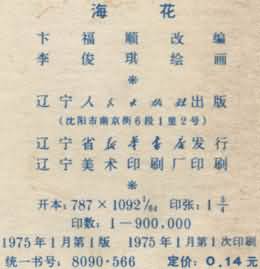 海花
卞福顺改编
李俊琪绘画
辽宁人民出版社出版
(沈阳市南京街6段1里2号)
辽宁省新华书店发行
辽宁美术印刷厂印刷
开本:787×1092 1/64 印张:1 3/4
印数:1—900.000
1975年1月第1版 1975年1月第1次印刷
统一书号:8090·566 定价:0.14元